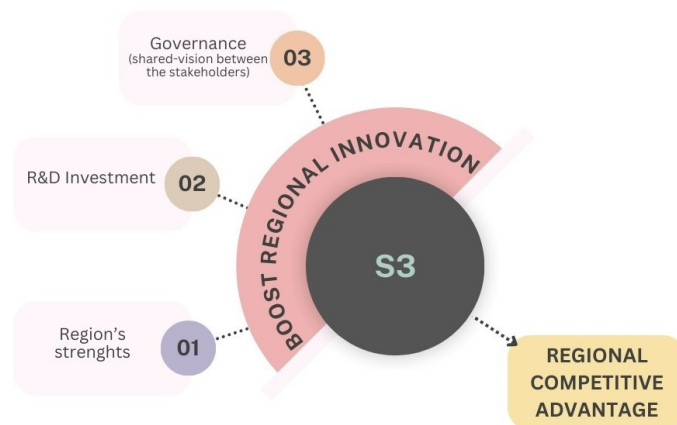 Governance
(shared-vision between
the stakeholders)
03
R&D Investment
02
Region's
strenghts
01
BOOST REGIONAL INNOVATION
S3
REGIONAL
COMPETITIVE
ADVANTAGE